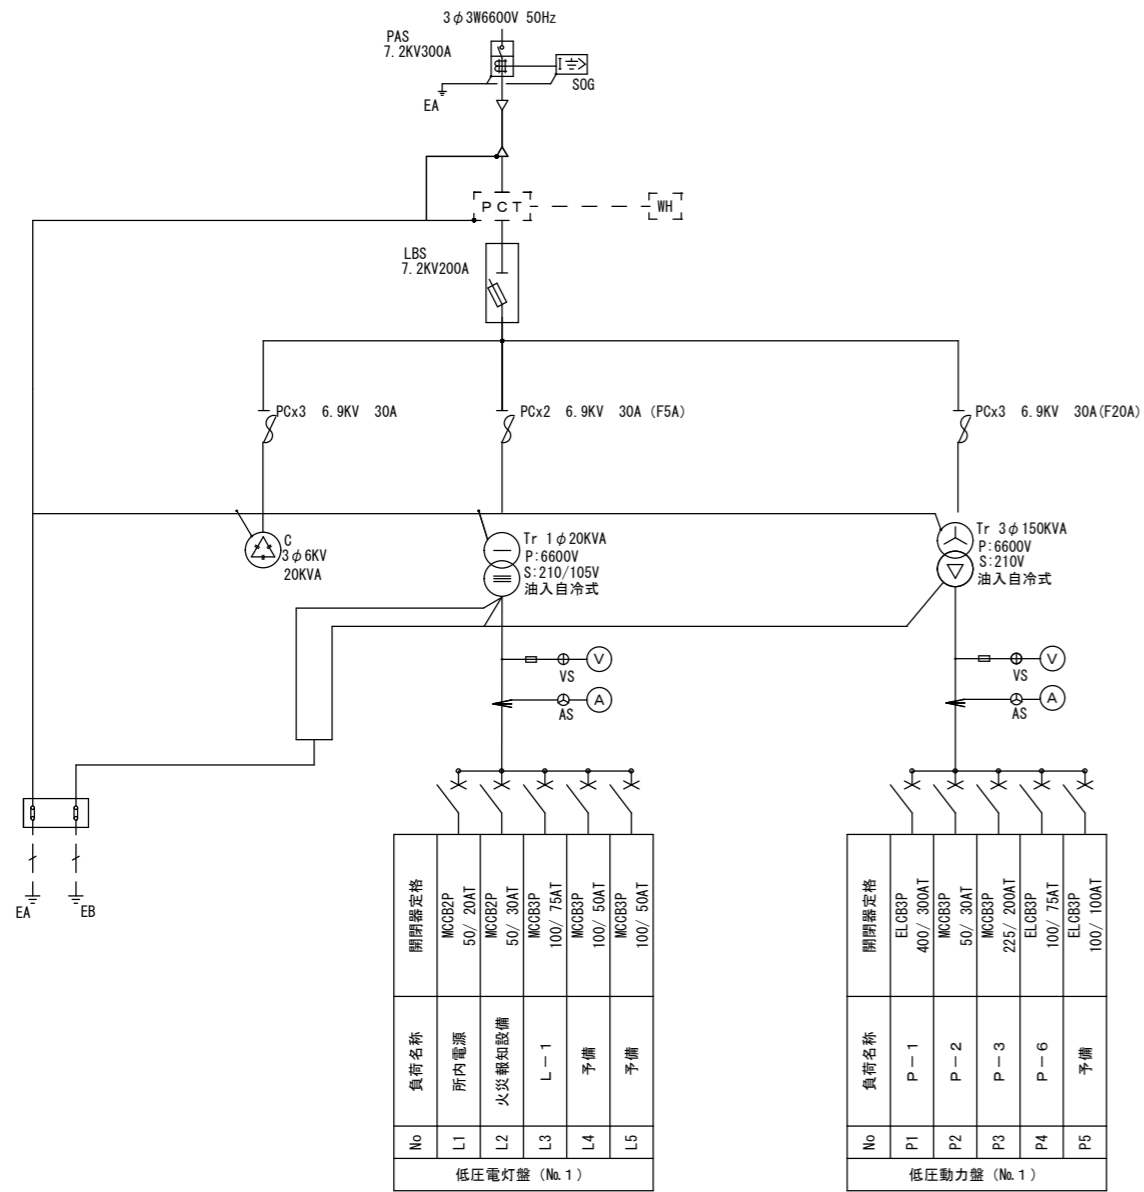 3φ3W6600V 50Hz
PAS
7.2KV300A
SOG
EA
PCT
WH
LBS
7.2KV200A
PCx3 6.9KV 30A
PCx2 6.9KV 30A (F5A)
PCx3 6.9KV 30A(F20A)
C
3φ6KV
20KVA
Tr 1φ20KVA
P:6600V
S:210/105V
油入自冷式
Tr 3φ150KVA
P:6600V
S:210V
油入自冷式
V
VS
A
AS
V
VS
A
AS
EA
EB
開閉器定格
MCCB2P
50/ 20AT
MCCB2P
50/ 30AT
MCCB3P
100/ 75AT
MCCB3P
100/ 50AT
MCCB3P
100/ 50AT
負荷名称
所内電源
火災報知設備
L－1
予備
予備
No
L1
L2
L3
L4
L5
低圧電灯盤 (№1)
開閉器定格
ELCB3P
400/ 300AT
MCCB3P
50/ 30AT
MCCB3P
225/ 200AT
ELCB3P
100/ 75AT
ELCB3P
100/ 100AT
負荷名称
P－1
P－2
P－3
P－6
予備
No
P1
P2
P3
P4
P5
低圧動力盤 (№1)